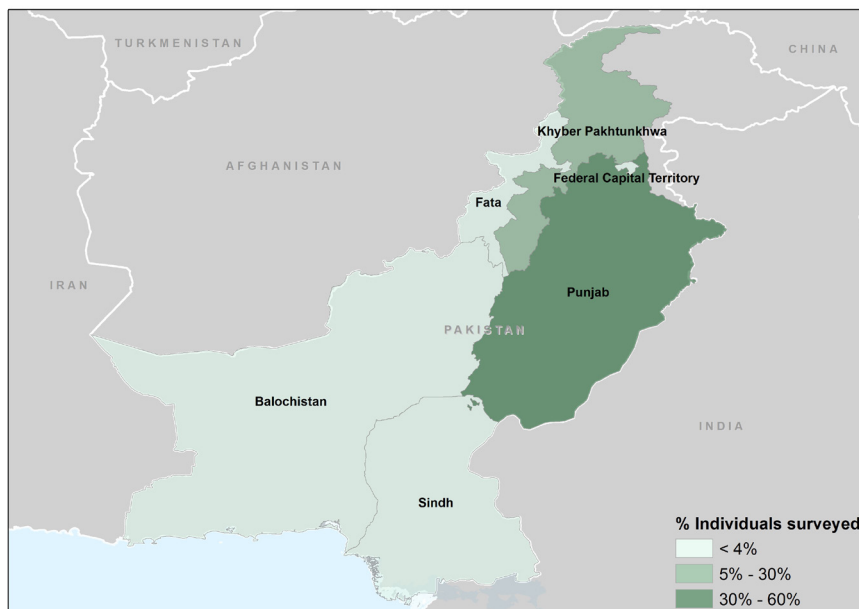 TURKMENISTAN
CHINA
Khyber Pakhtunkhwa
AFGHANISTAN
Federal Capital Territory
Fata
IRAN
Punjab
PAKISTAN
Balochistan
INDIA
Sindh
% Individuals surveyed
< 4%
5% - 30%
30% - 60%